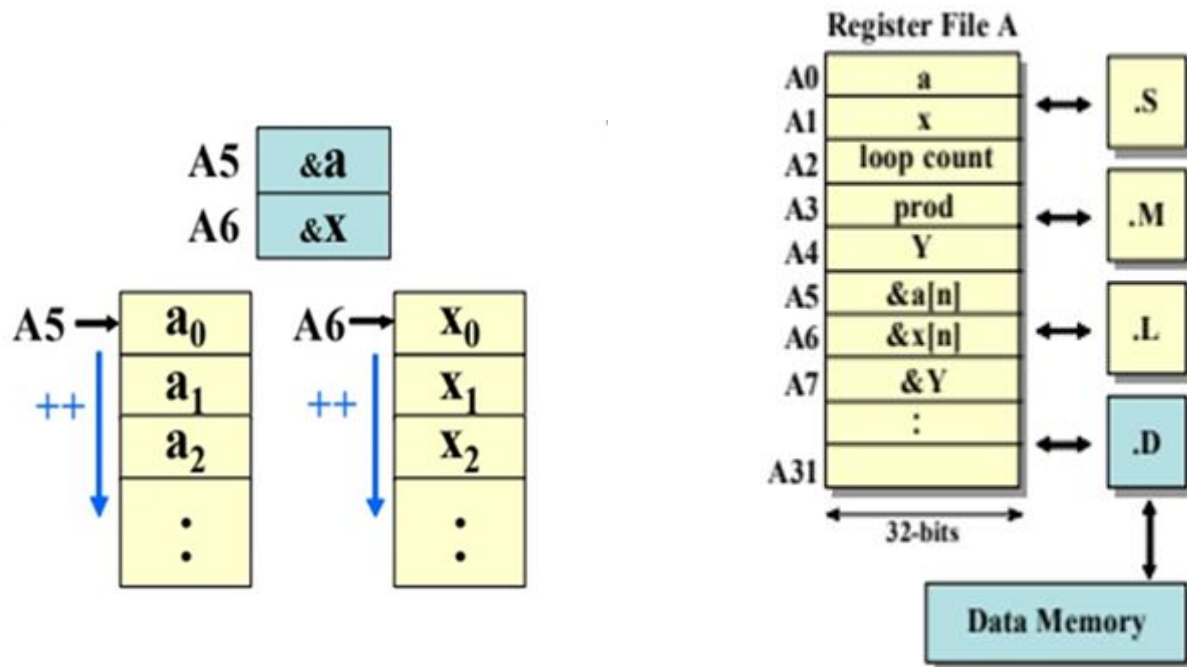 A5 &a
A6 &x
A5 a0
++ a1
a2
:
A6 x0
++ x1
x2
:
Register File A
A0 a
A1 x
A2 loop count
A3 prod
A4 Y
A5 &a[n]
A6 &x[n]
A7 &Y
:
A31
32-bits
.S
.M
.L
.D
Data Memory